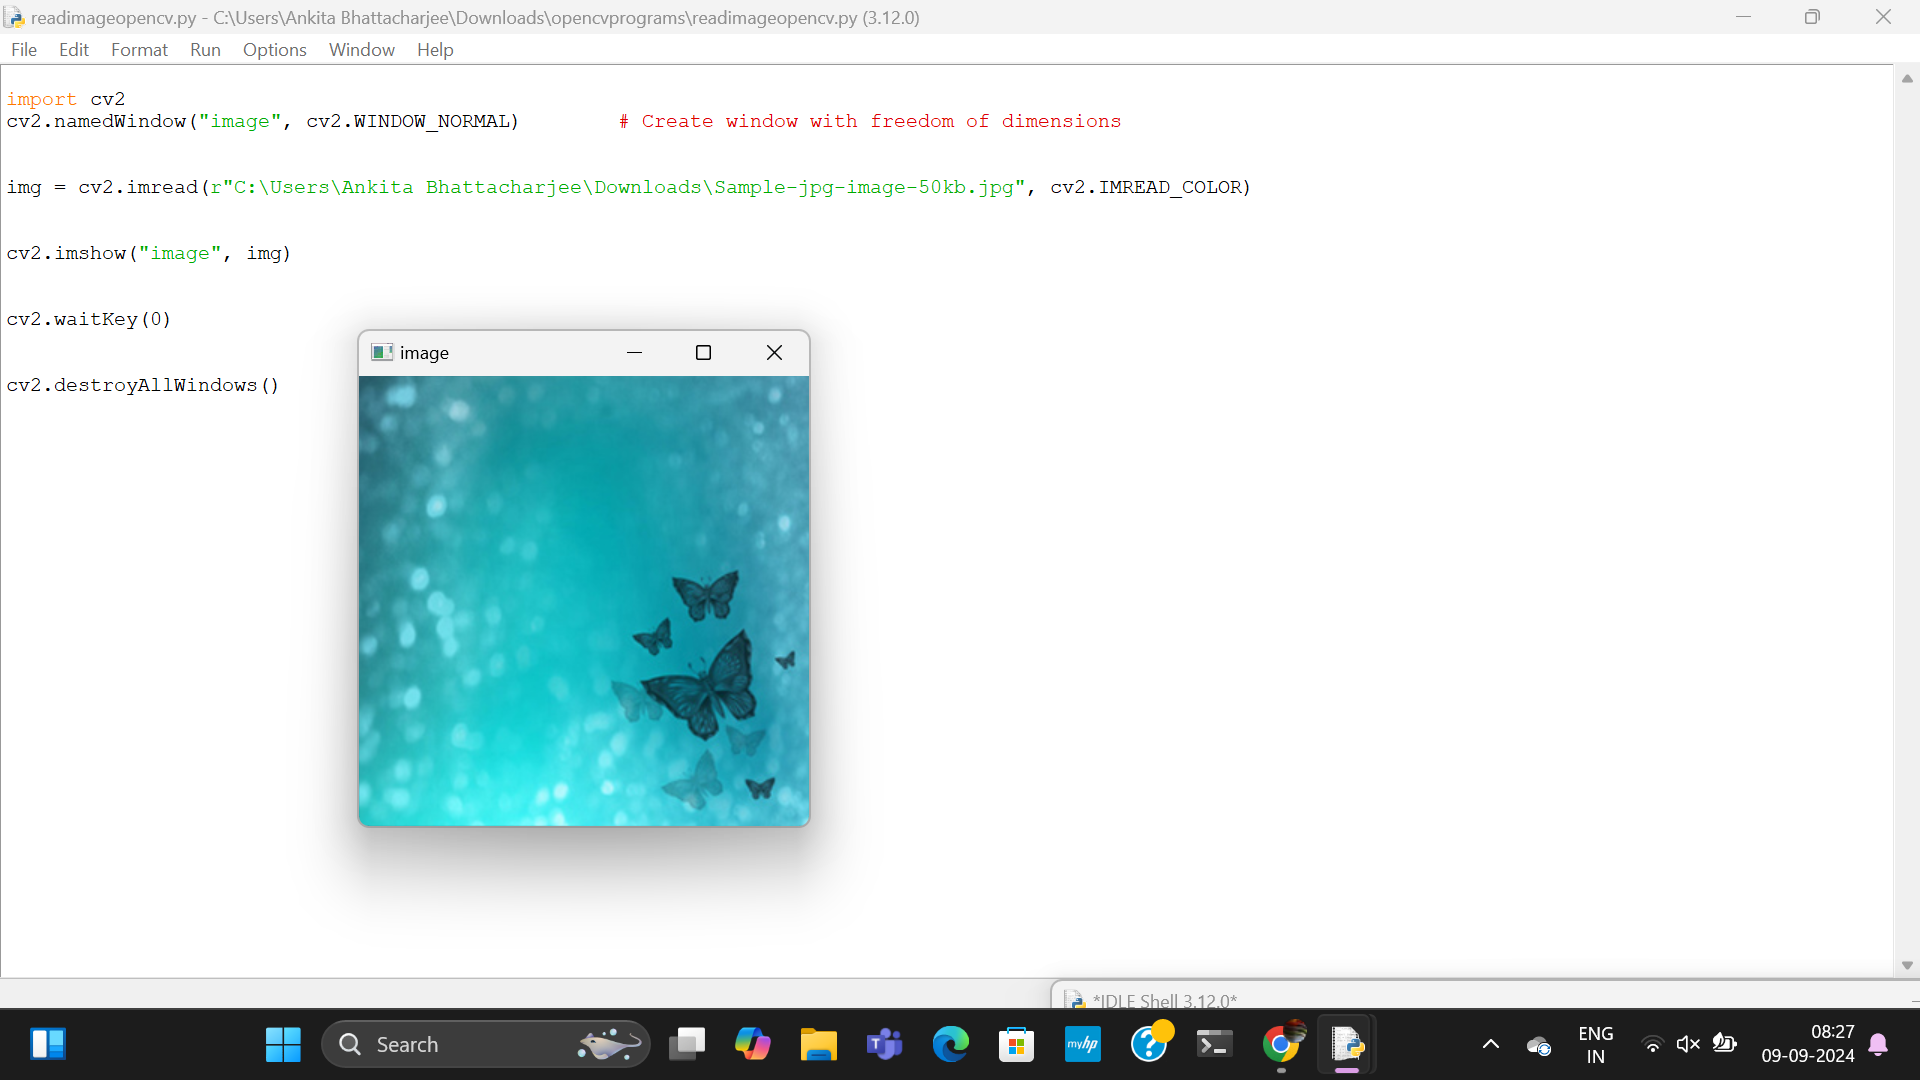 readimageopencv.py - C:\Users\Ankita Bhattacharjee\Downloads\opencvprograms\readimageopencv.py (3.12.0)
File Edit Format Run Options Window Help
import cv2
cv2.namedWindow("image", cv2.WINDOW_NORMAL)        # Create window with freedom of dimensions
img = cv2.imread(r"C:\Users\Ankita Bhattacharjee\Downloads\Sample-jpg-image-50kb.jpg", cv2.IMREAD_COLOR)
cv2.imshow("image", img)
cv2.waitKey(0)
image
cv2.destroyAllWindows()
*IDLE Shell 3.12.0*
Search
myhp
ENG
IN
08:27
09-09-2024